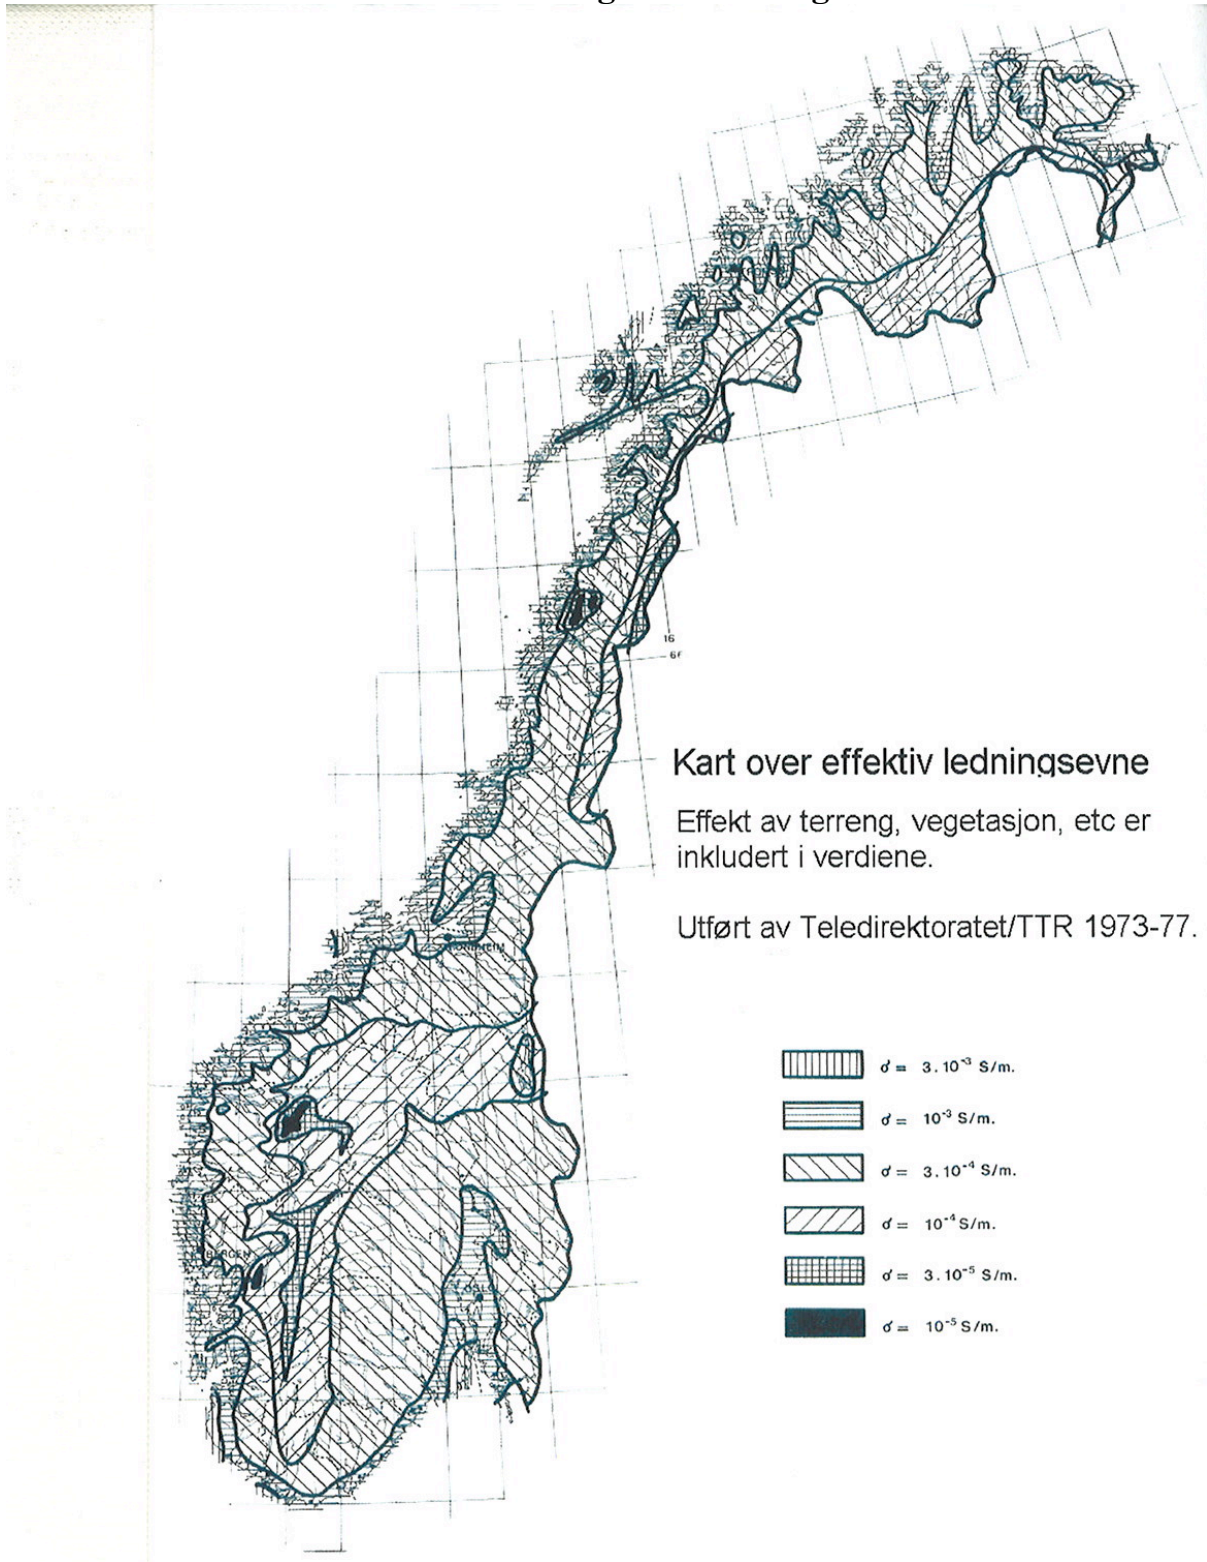 Kart over effektiv ledningsevne
Effekt av terreng, vegetasjon, etc er
inkludert i verdiene.
Utført av Teledirektoratet/TTR 1973-77.
16
TRONDHEIM
BERGEN
OSLO
σ = 3.10⁻³ S/m.
σ = 10⁻³ S/m.
σ = 3.10⁻⁴ S/m.
σ = 10⁻⁴ S/m.
σ = 3.10⁻⁵ S/m.
σ = 10⁻⁵ S/m.